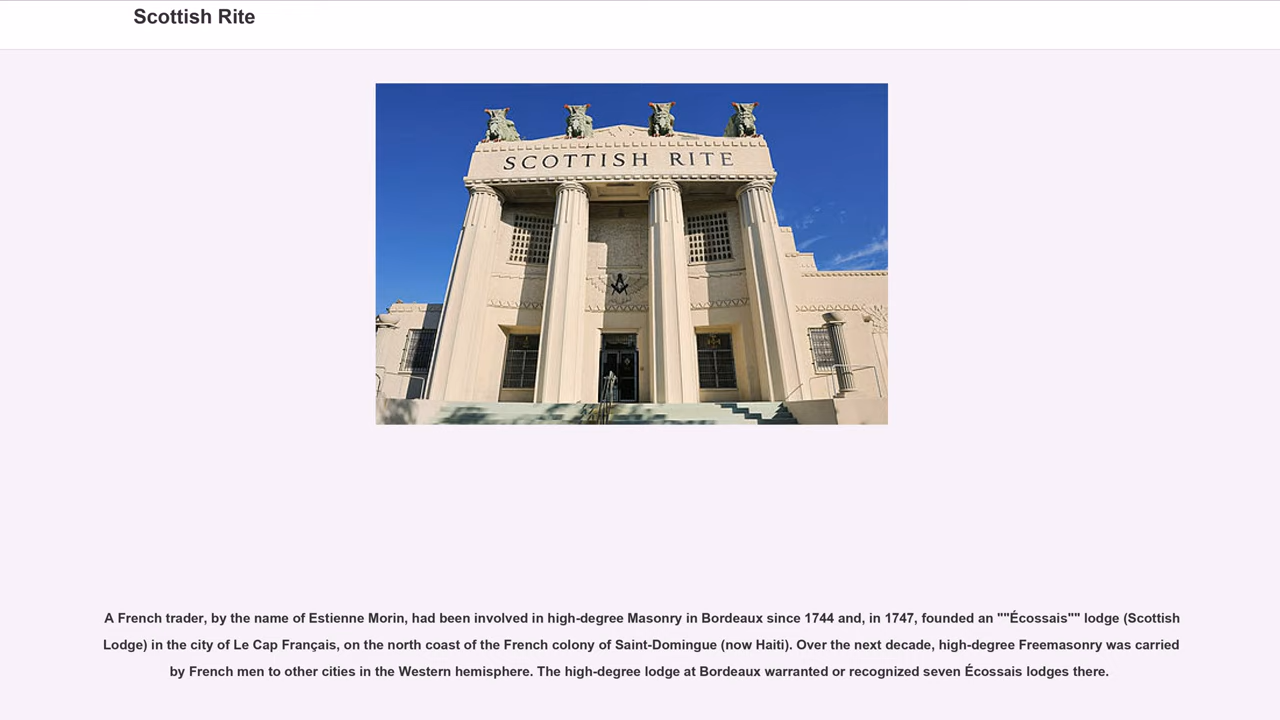 Scottish Rite
SCOTTISH RITE
A French trader, by the name of Estienne Morin, had been involved in high-degree Masonry in Bordeaux since 1744 and, in 1747, founded an ""Écossais"" lodge (Scottish
Lodge) in the city of Le Cap Français, on the north coast of the French colony of Saint-Domingue (now Haiti). Over the next decade, high-degree Freemasonry was carried
by French men to other cities in the Western hemisphere. The high-degree lodge at Bordeaux warranted or recognized seven Écossais lodges there.